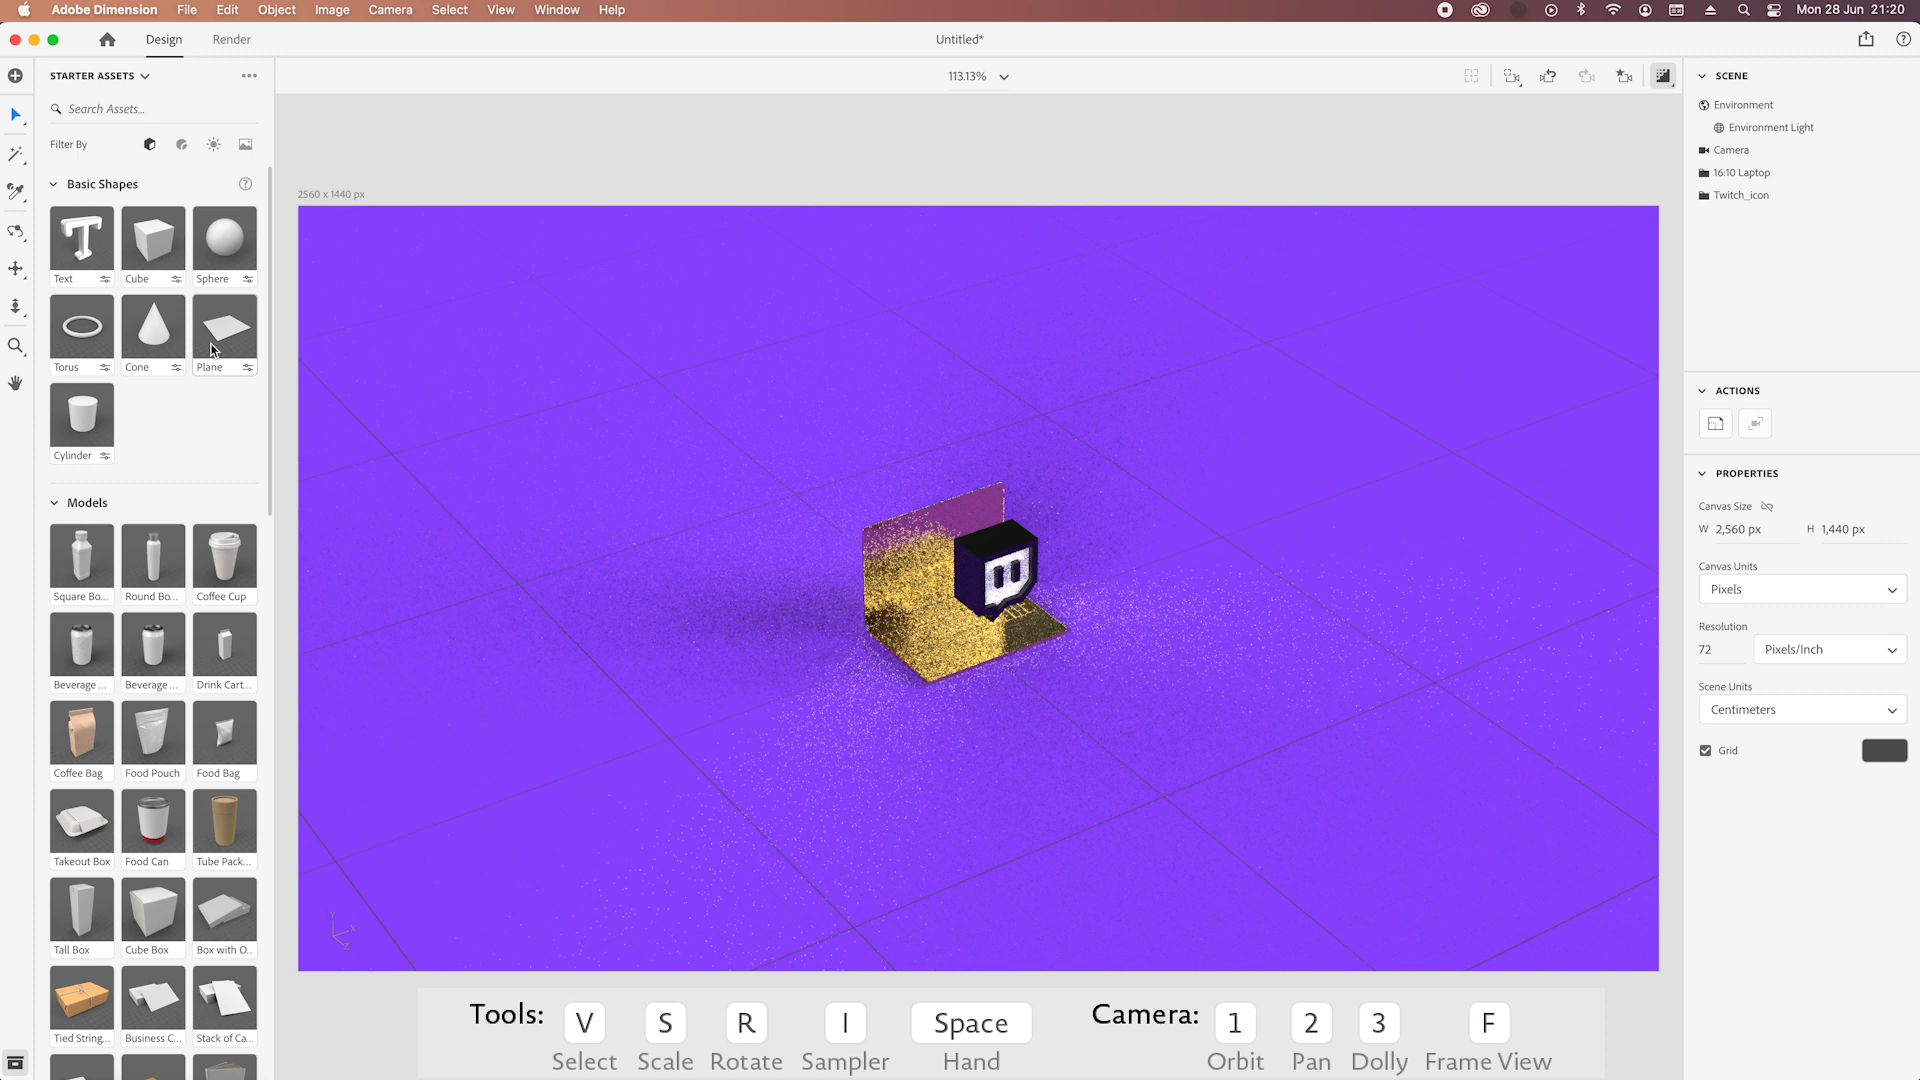 Adobe Dimension File Edit Object Image Camera Select View Window Help Mon 28 Jun 21:20
Design Render Untitled*
STARTER ASSETS
113.13%
Search Assets...
Filter By
Basic Shapes
2560 x 1440 px
Text Cube Sphere
Torus Cone Plane
Cylinder
Models
Square Bo... Round Bo... Coffee Cup
Beverage ... Beverage ... Drink Cart...
Coffee Bag Food Pouch Food Bag
Takeout Box Food Can Tube Pack...
Tall Box Cube Box Box with O...
Tied String... Business C... Stack of Ca...
Y
X
Z
SCENE
Environment
Environment Light
Camera
16:10 Laptop
Twitch_icon
ACTIONS
PROPERTIES
Canvas Size
W 2,560 px H 1,440 px
Canvas Units
Pixels
Resolution
72 Pixels/Inch
Scene Units
Centimeters
Grid
Tools: V S R I Space Camera: 1 2 3 F
Select Scale Rotate Sampler Hand Orbit Pan Dolly Frame View